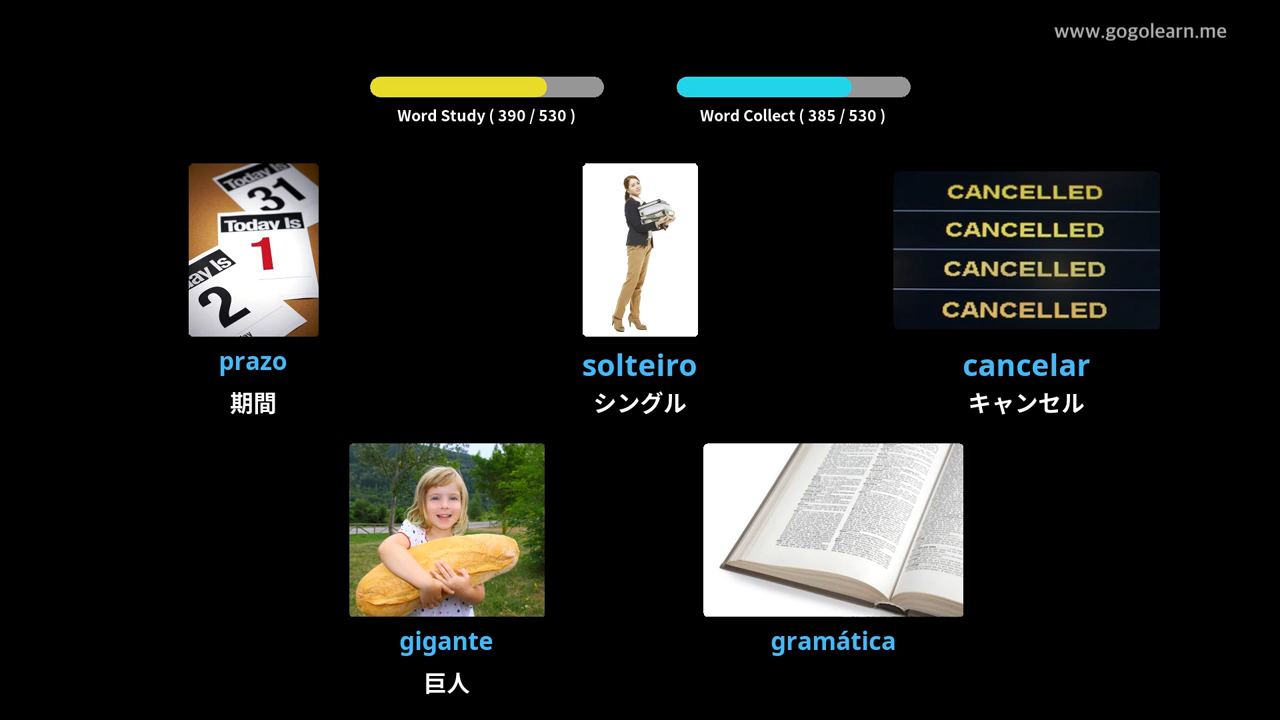 www.gogolearn.me
Word Study ( 390 / 530 )
Word Collect ( 385 / 530 )
Today Is
31
Today Is
1
ay Is
2
CANCELLED
CANCELLED
CANCELLED
CANCELLED
prazo
期間
solteiro
シングル
cancelar
キャンセル
gigante
巨人
gramática